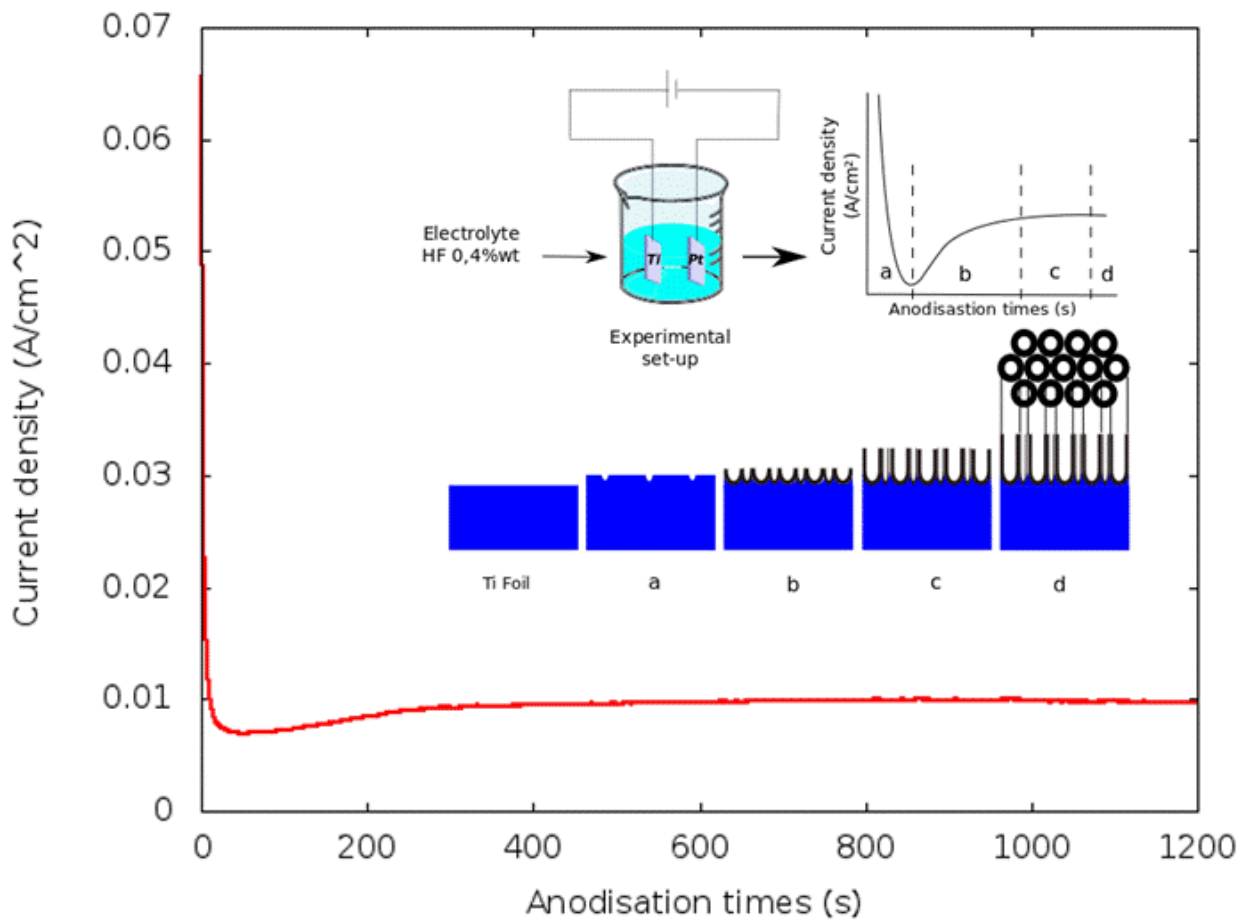 0.07
0.06
0.05
0.04
0.03
0.02
0.01
0
Current density (A/cm ^2)
0 200 400 600 800 1000 1200
Anodisation times (s)
Electrolyte
HF 0,4%wt
Ti Pt
Experimental
set-up
Current density
(A/cm²)
a b c d
Anodisastion times (s)
Ti Foil a b c d